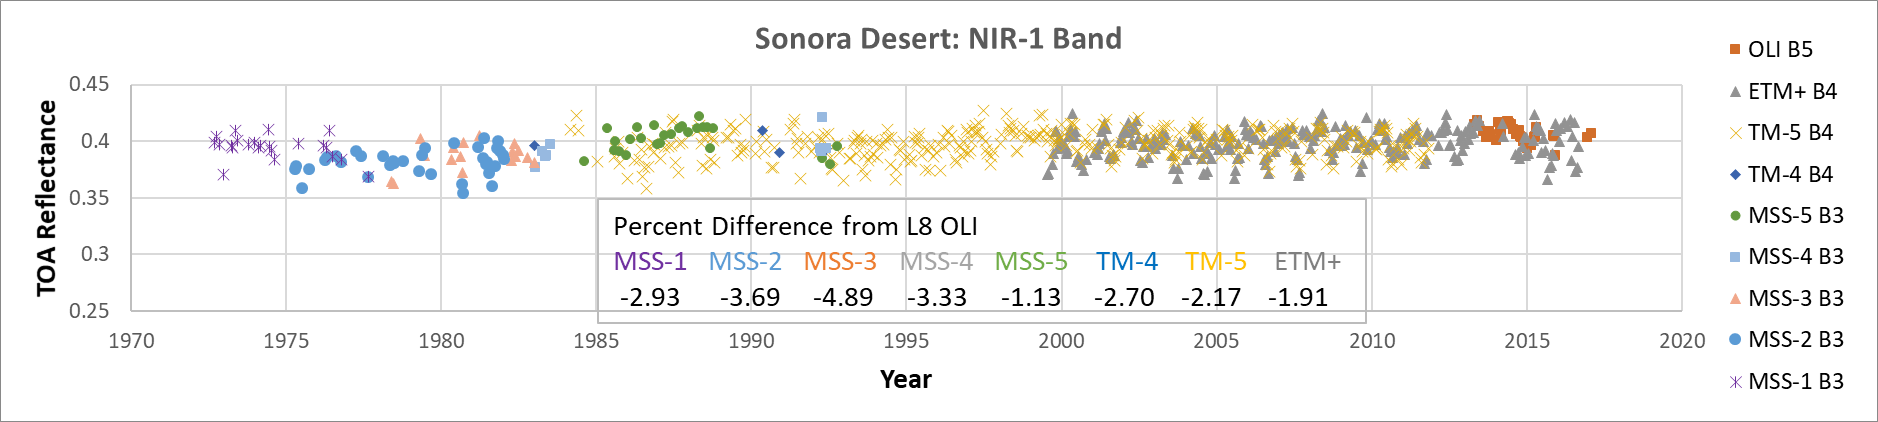 Sonora Desert: NIR-1 Band
TOA Reflectance
0.45
0.4
0.35
0.3
0.25
1970 1975 1980 1985 1990 1995 2000 2005 2010 2015 2020
Year
Percent Difference from L8 OLI
MSS-1 MSS-2 MSS-3 MSS-4 MSS-5 TM-4 TM-5 ETM+
-2.93 -3.69 -4.89 -3.33 -1.13 -2.70 -2.17 -1.91
OLI B5
ETM+ B4
TM-5 B4
TM-4 B4
MSS-5 B3
MSS-4 B3
MSS-3 B3
MSS-2 B3
MSS-1 B3